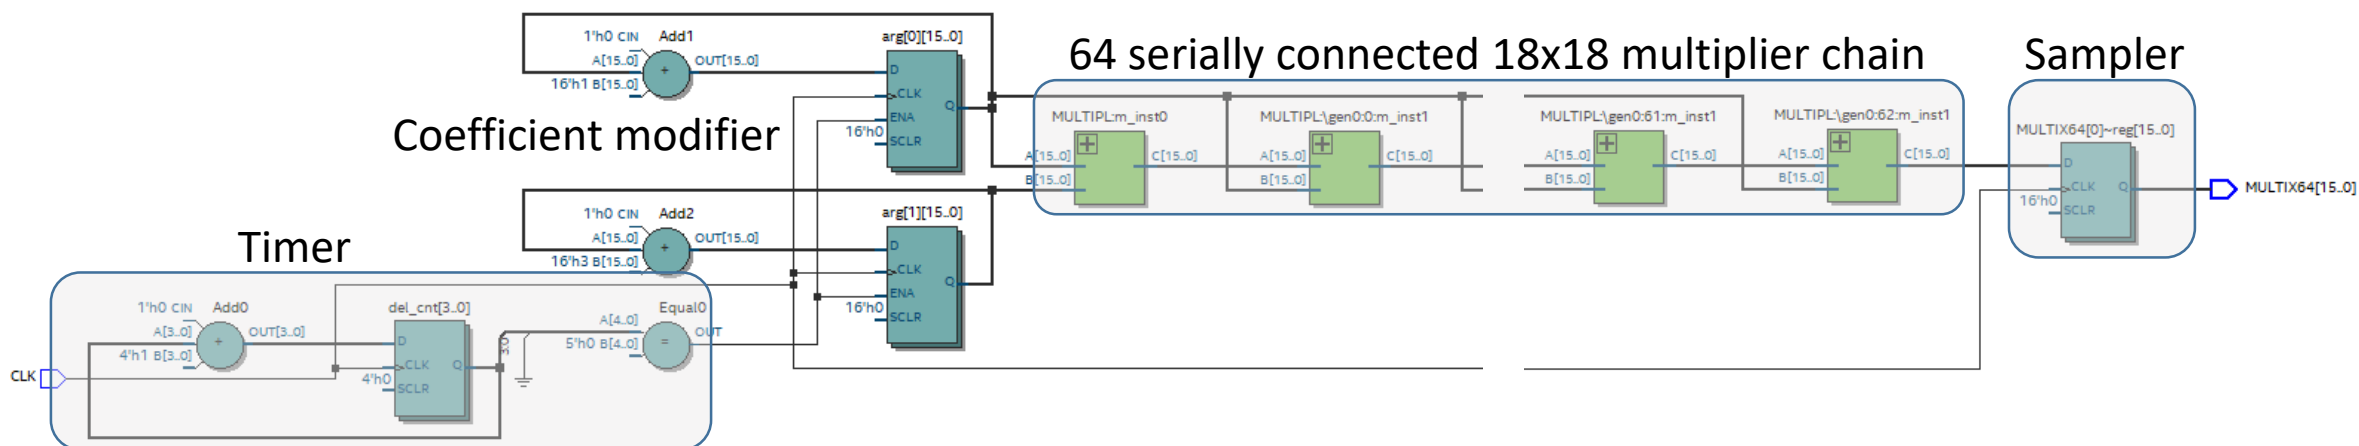 1'h0 CIN
Add1
A[15..0]
OUT[15..0]
16'h1 B[15..0]
arg[0][15..0]
D
CLK
ENA
16'h0
SCLR
Q
Coefficient modifier
64 serially connected 18x18 multiplier chain
Sampler
MULTIPL:m_inst0
A[15..0]
B[15..0]
C[15..0]
MULTIPL:\gen0:0:m_inst1
A[15..0]
B[15..0]
C[15..0]
MULTIPL:\gen0:61:m_inst1
A[15..0]
B[15..0]
C[15..0]
MULTIPL:\gen0:62:m_inst1
A[15..0]
B[15..0]
C[15..0]
MULTIX64[0]~reg[15..0]
D
CLK
16'h0
SCLR
Q
MULTIX64[15..0]
1'h0 CIN
Add2
A[15..0]
OUT[15..0]
16'h3 B[15..0]
arg[1][15..0]
D
CLK
ENA
16'h0
SCLR
Q
Timer
1'h0 CIN
Add0
A[3..0]
OUT[3..0]
4'h1 B[3..0]
del_cnt[3..0]
D
CLK
4'h0
SCLR
Q
3:0
A[4..0]
Equal0
OUT
5'h0 B[4..0]
CLK